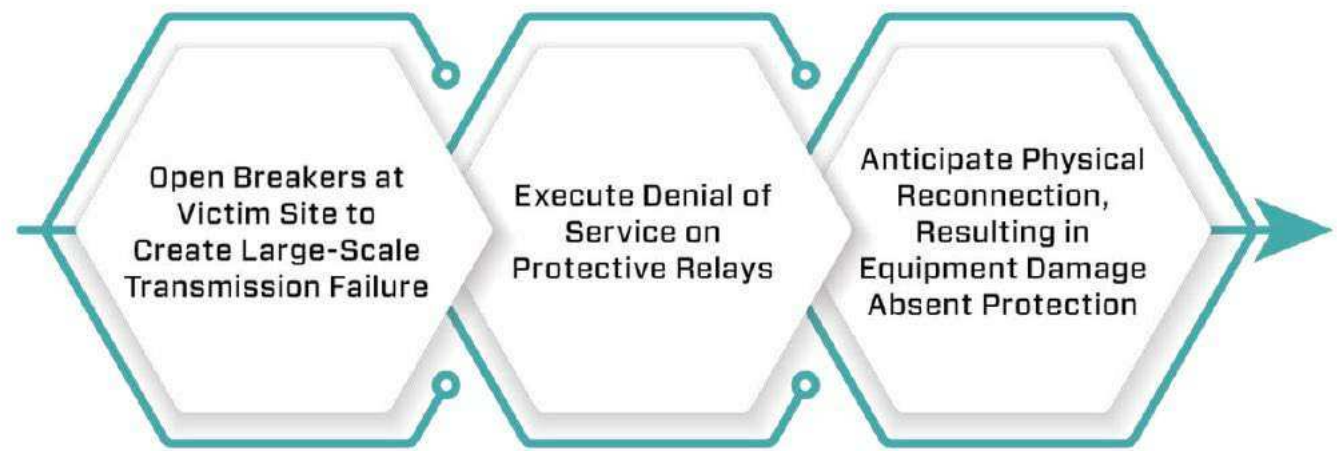 Open Breakers at
Victim Site to
Create Large-Scale
Transmission Failure
Execute Denial of
Service on
Protective Relays
Anticipate Physical
Reconnection,
Resulting in
Equipment Damage
Absent Protection